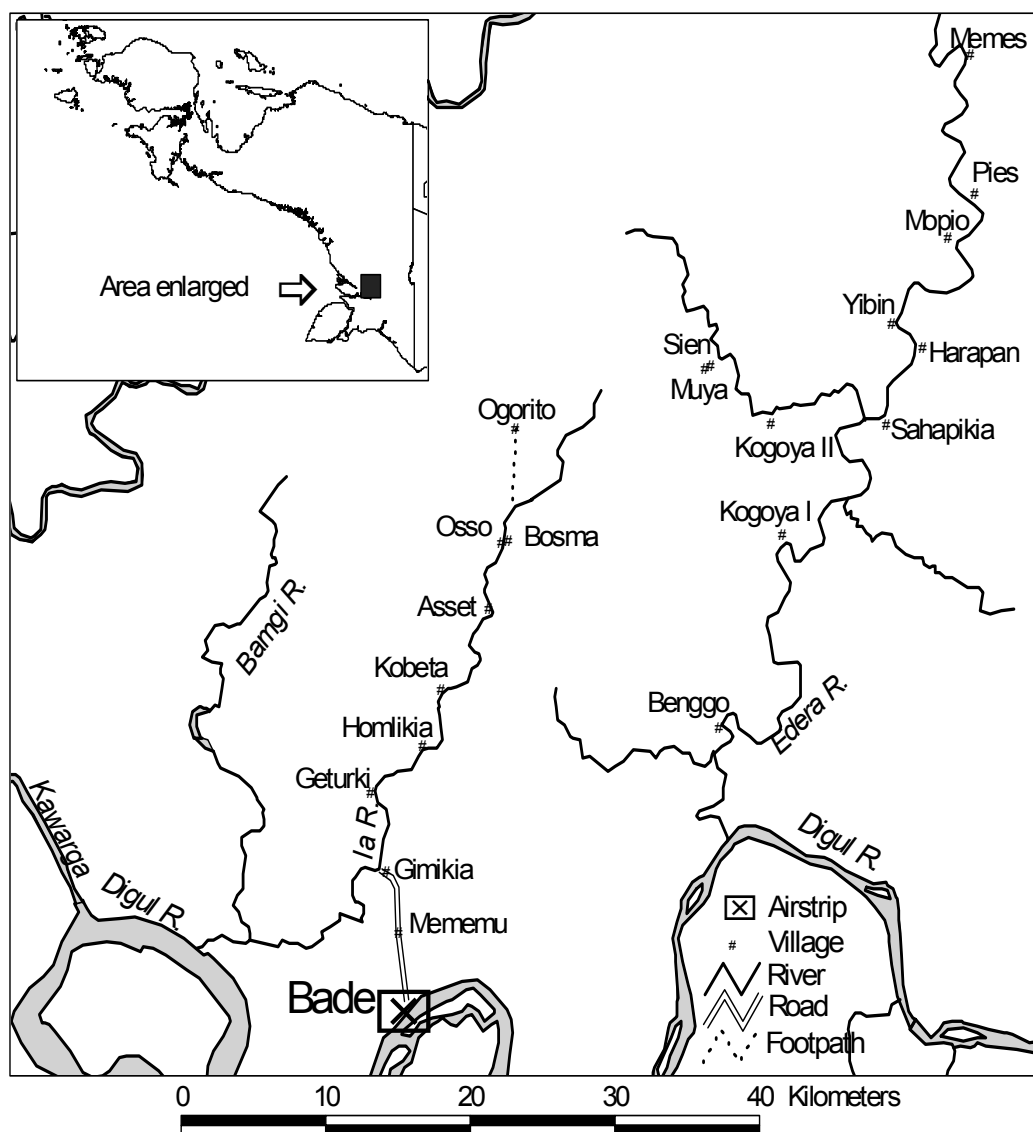 Memes
Pies
Mopio
Area enlarged
Yibin
Harapan
Sien
Muya
Ogorito
Kogoya II
Sahapikia
Osso
Bosma
Kogoya I
Asset
Bamgi R.
Kobeta
Benggo
Edera R.
Homlikia
Geturki
Ia R.
Kawarga
Digul R.
Gimikia
Digul R.
Mememu
Airstrip
Village
River
Road
Footpath
Bade
0 10 20 30 40 Kilometers